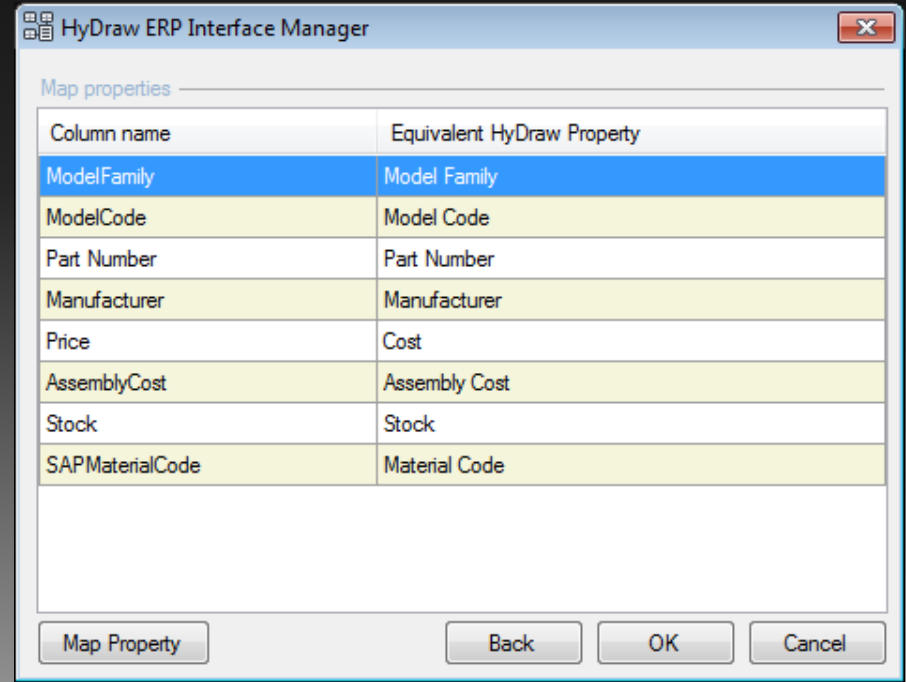 HyDraw ERP Interface Manager
Map properties
Column name Equivalent HyDraw Property
ModelFamily Model Family
ModelCode Model Code
Part Number Part Number
Manufacturer Manufacturer
Price Cost
AssemblyCost Assembly Cost
Stock Stock
SAPMaterialCode Material Code
Map Property Back OK Cancel